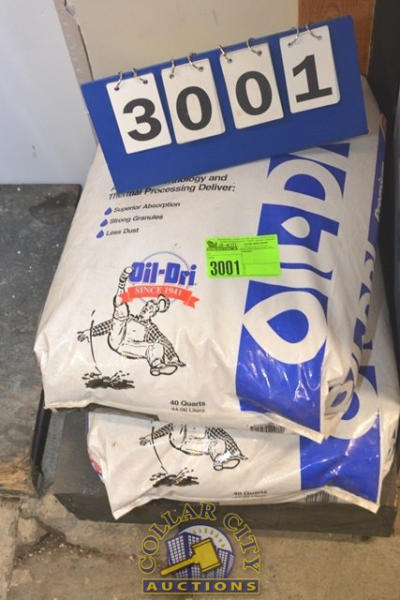 3001
Technology and
Thermal Processing Deliver:
Superior Absorption
Strong Granules
Less Dust
3001
Oil-Dri
SINCE 1941
OIL-DRI
40 Quarts
44.06 Liters
40 Quarts
COLLAR CITY
AUCTIONS